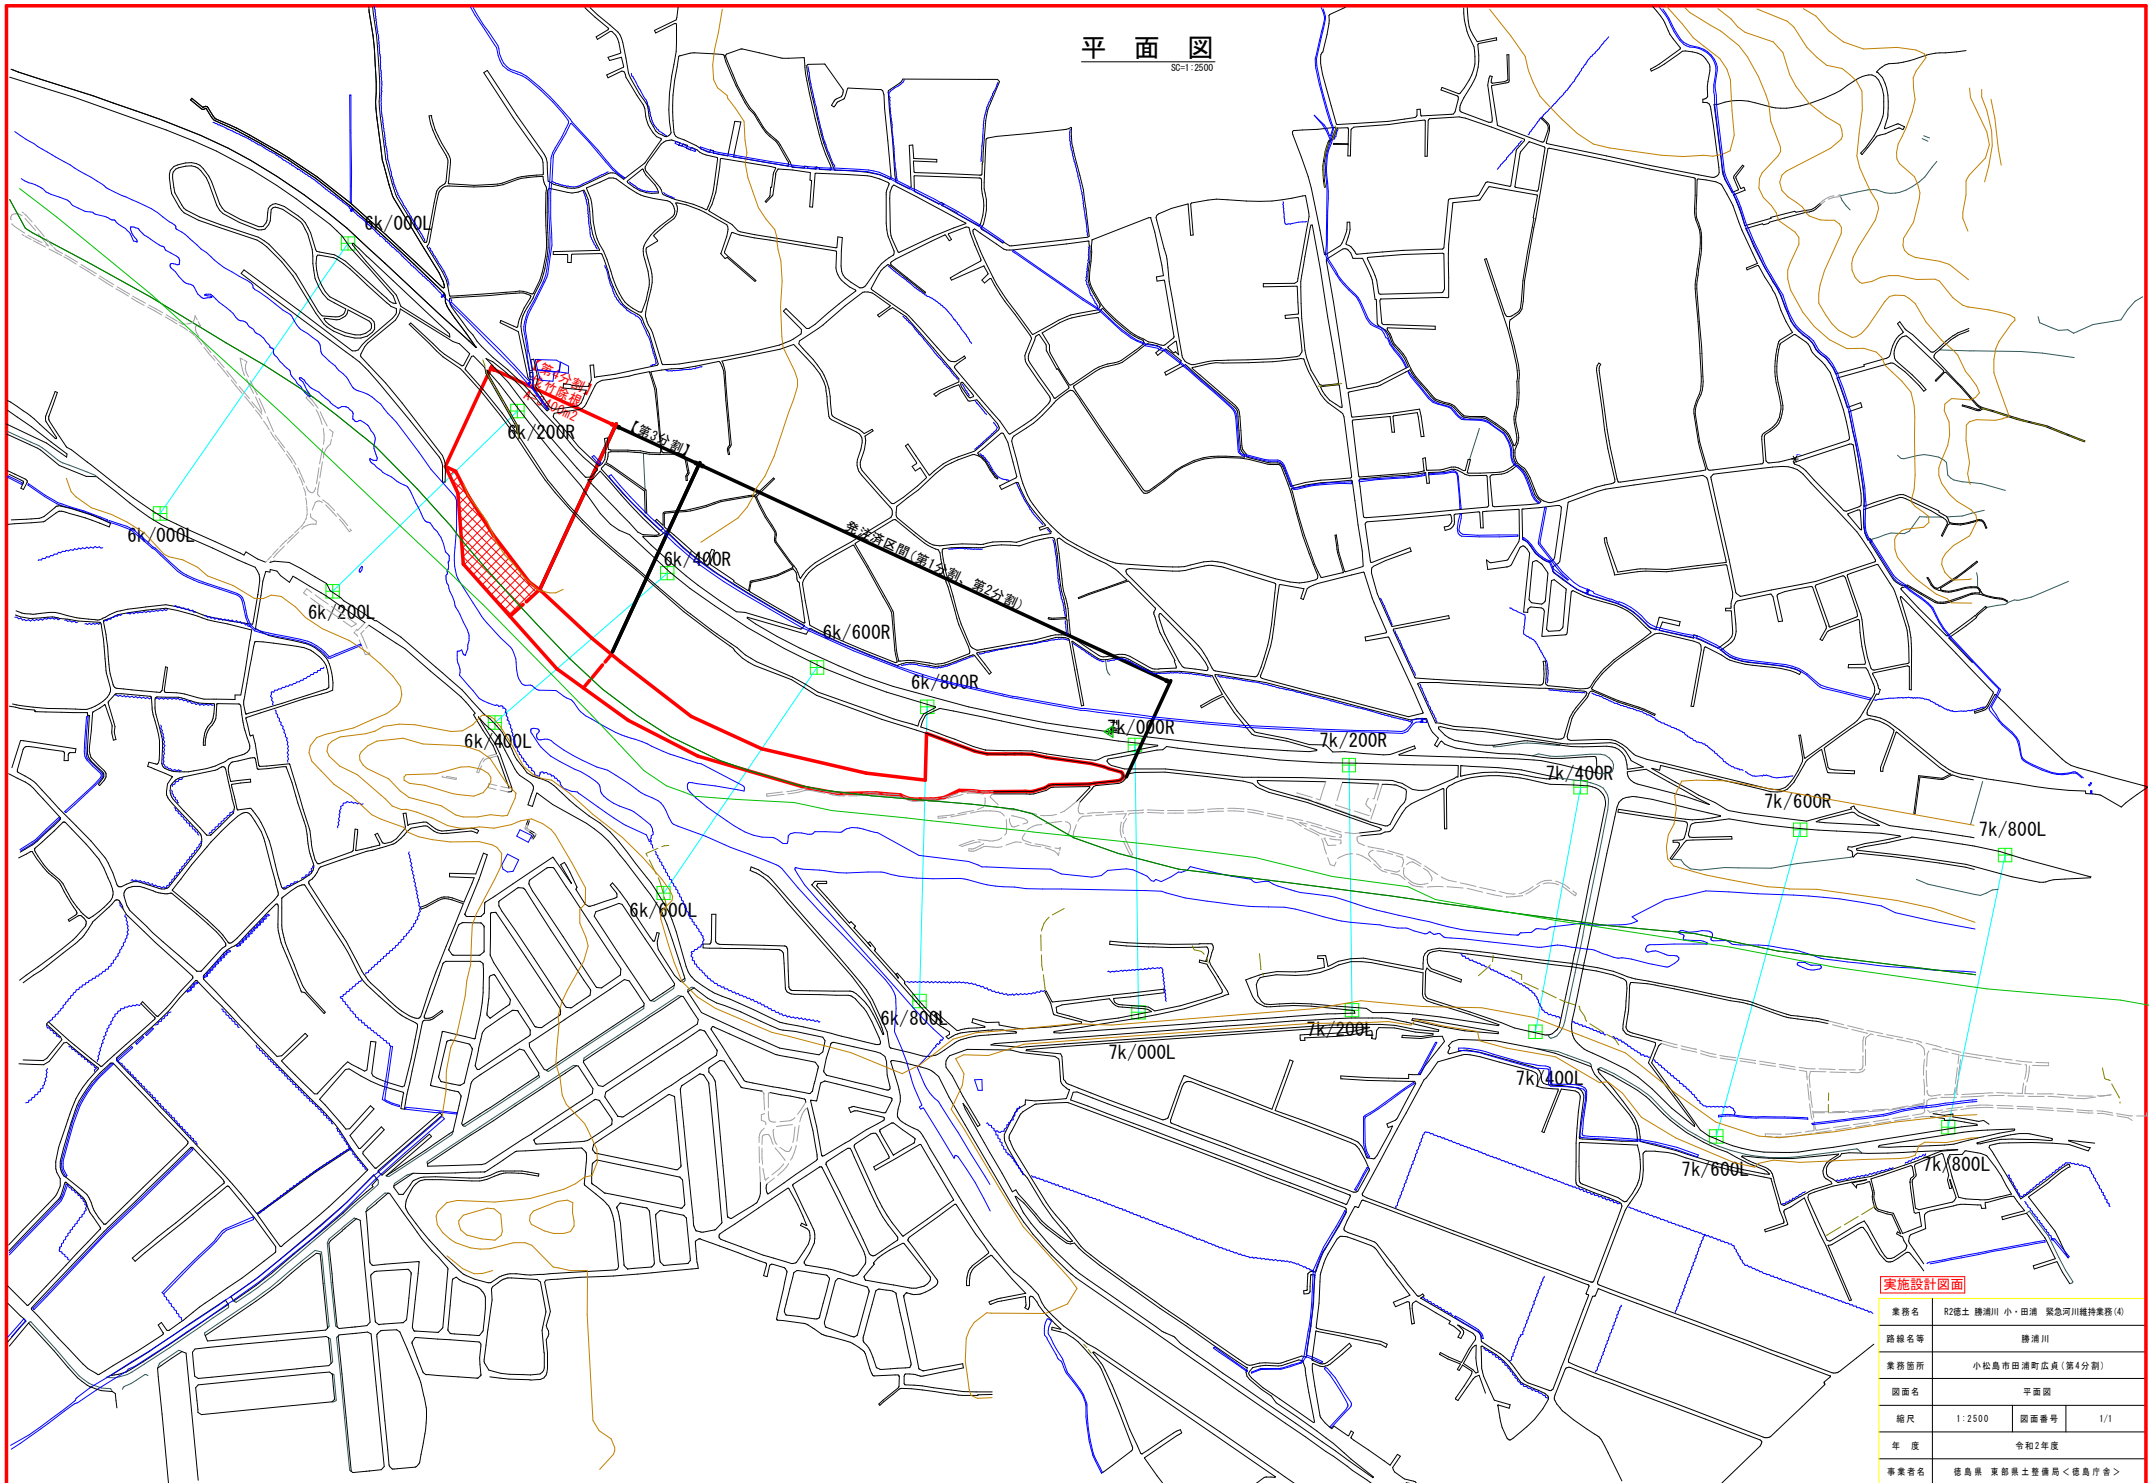 平 面 図
SC=1:2500
6k/000L
【第4分割】
伐竹除根
6k/200R
【第3分割】
発注済区間(第1分割、第2分割)
6k/400R
6k/000L
6k/200L
6k/600R
6k/800R
6k/400L
7k/000R
7k/200R
7k/400R
7k/600R
7k/800L
6k/600L
6k/800L
7k/000L
7k/200L
7k/400L
7k/600L
7k/800L
実施設計図面
業務名 R2徳土 勝浦川 小・田浦 緊急河川維持業務(4)
路線名等 勝浦川
業務箇所 小松島市田浦町広貞(第4分割)
図面名 平面図
縮尺 1:2500 図面番号 1/1
年 度 令和2年度
事業者名 徳島県 東部県土整備局<徳島庁舎>